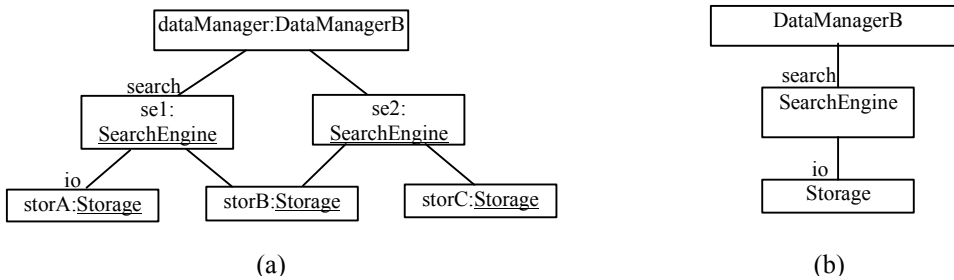 dataManager:DataManagerB
search
se1:
SearchEngine
se2:
SearchEngine
io
storA:Storage
storB:Storage
storC:Storage
(a)
DataManagerB
search
SearchEngine
io
Storage
(b)